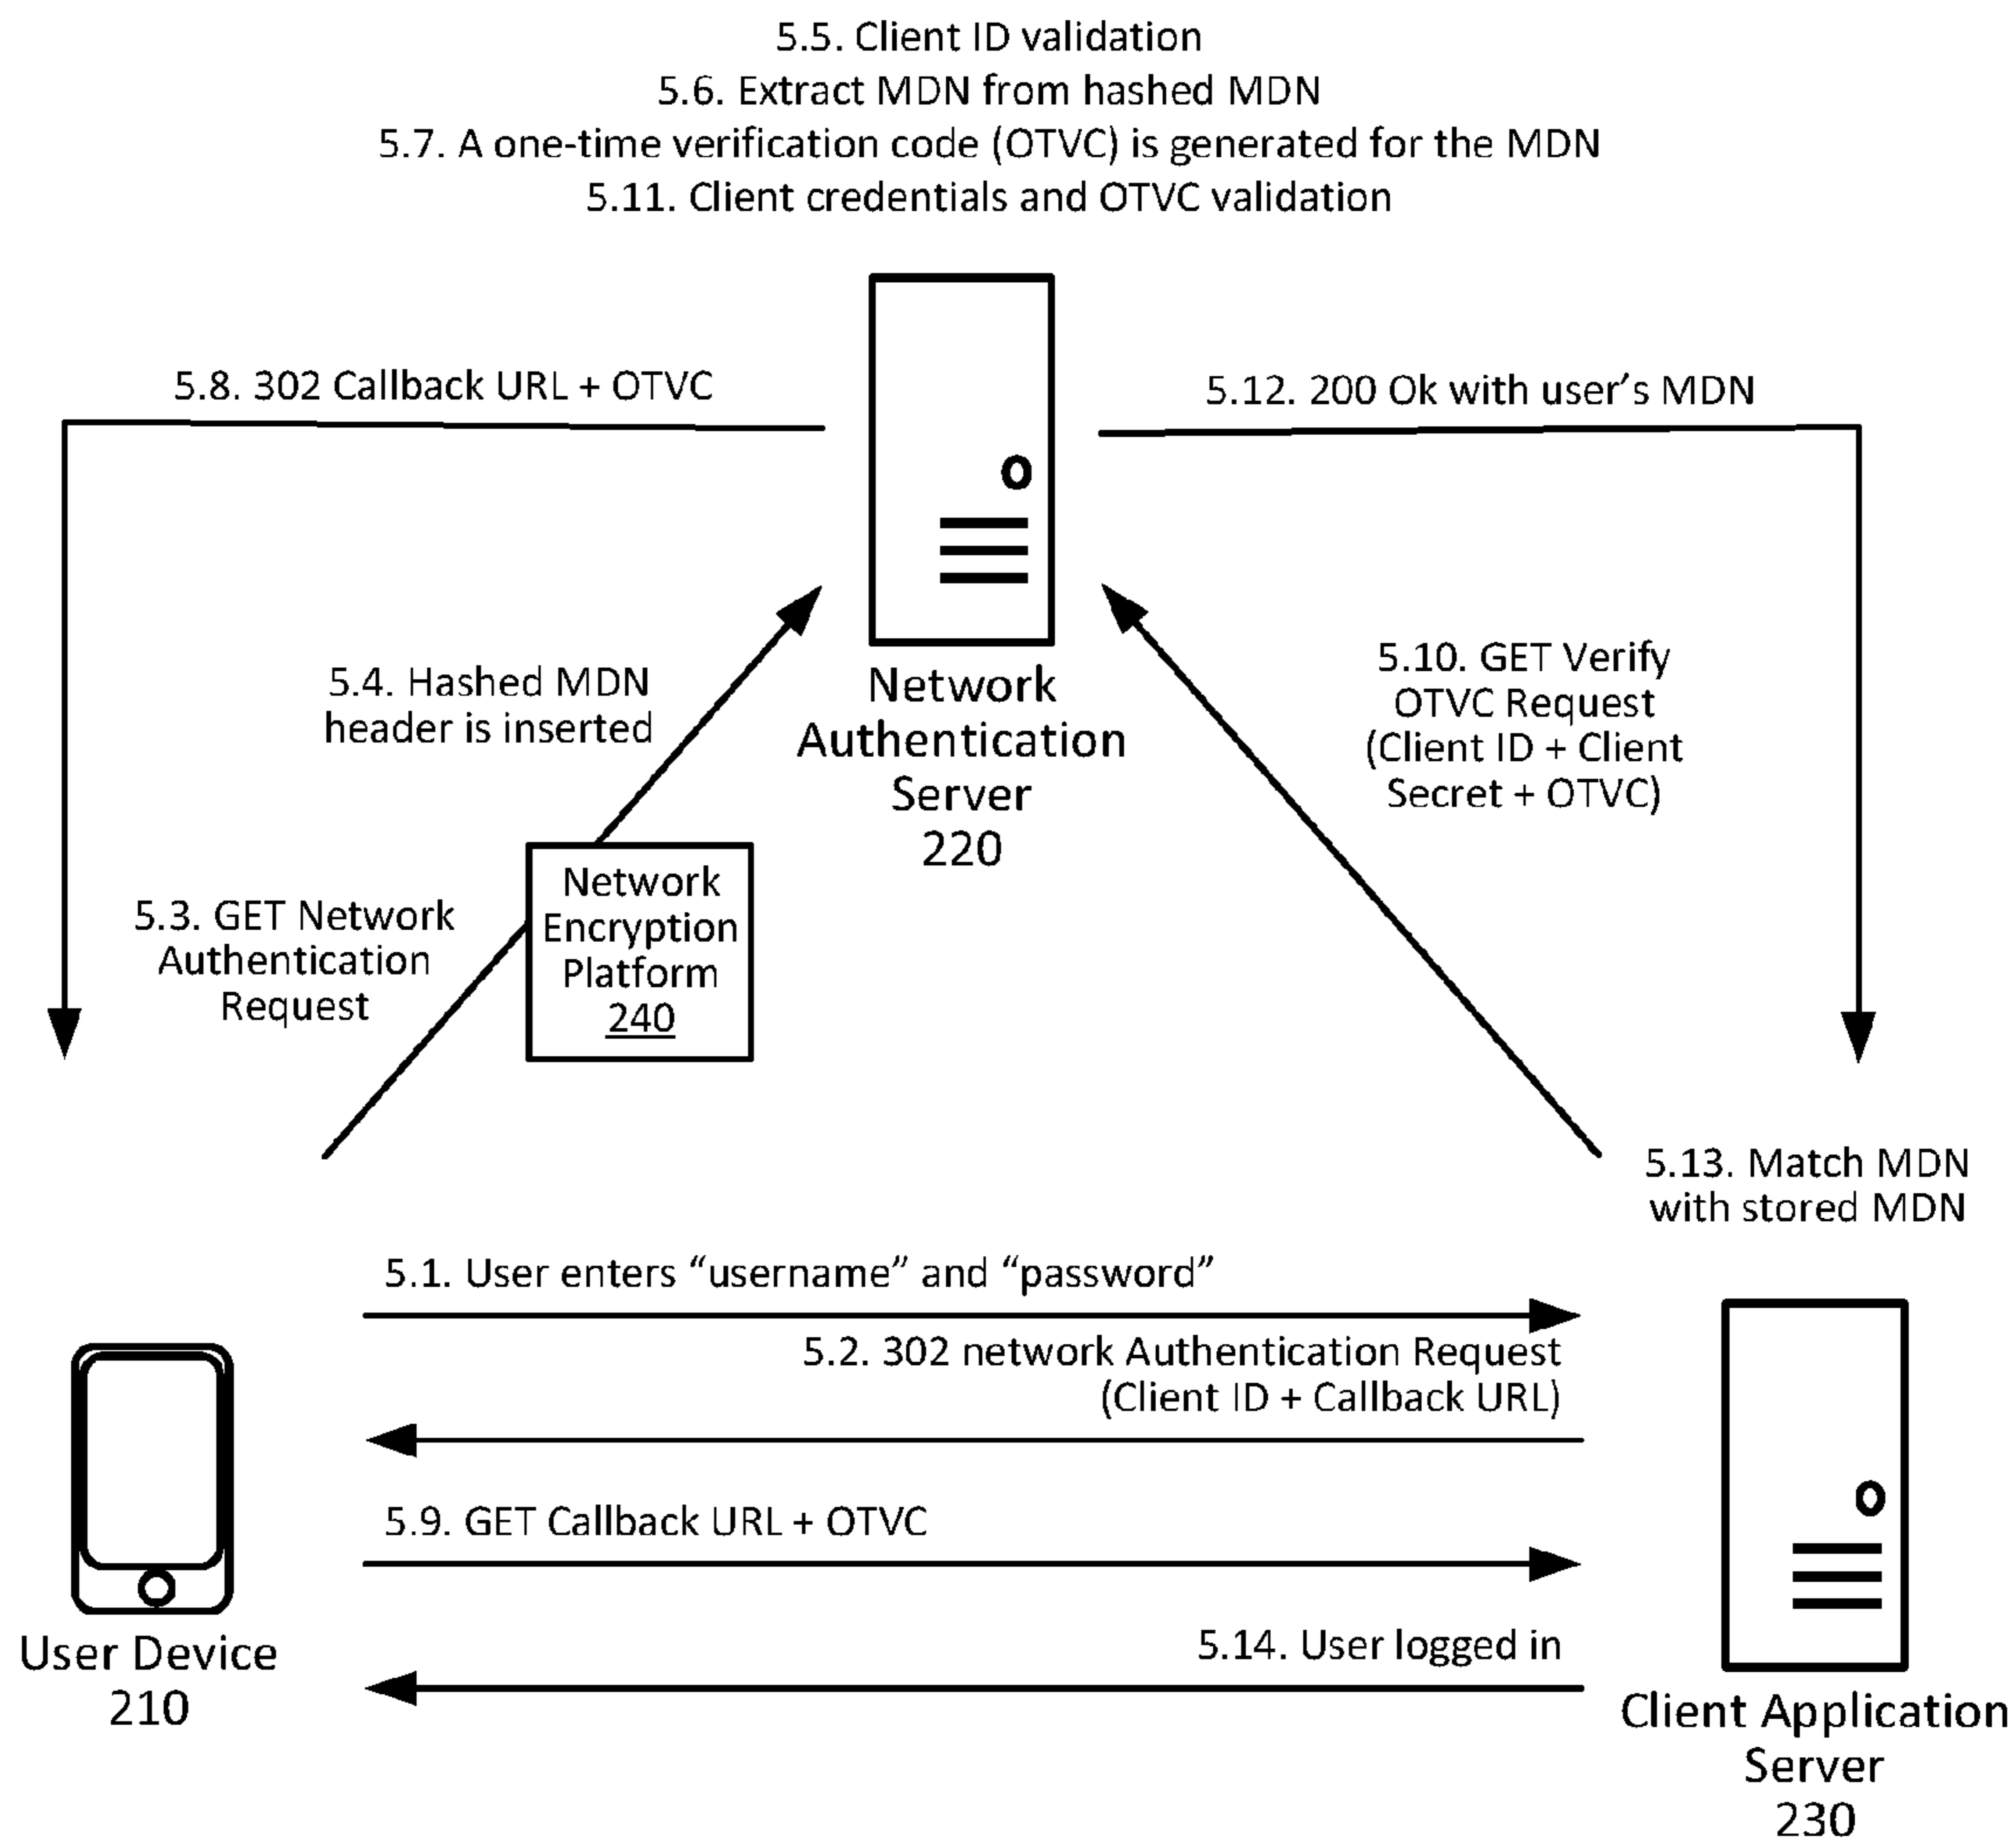 5.5. Client ID validation
5.6. Extract MDN from hashed MDN
5.7. A one-time verification code (OTVC) is generated for the MDN
5.11. Client credentials and OTVC validation
5.8. 302 Callback URL + OTVC
5.12. 200 Ok with user's MDN
5.4. Hashed MDN
header is inserted
Network
Authentication
Server
220
5.10. GET Verify
OTVC Request
(Client ID + Client
Secret + OTVC)
5.3. GET Network
Authentication
Request
Network
Encryption
Platform
240
5.13. Match MDN
with stored MDN
5.1. User enters “username” and “password”
5.2. 302 network Authentication Request
(Client ID + Callback URL)
5.9. GET Callback URL + OTVC
5.14. User logged in
User Device
210
Client Application
Server
230